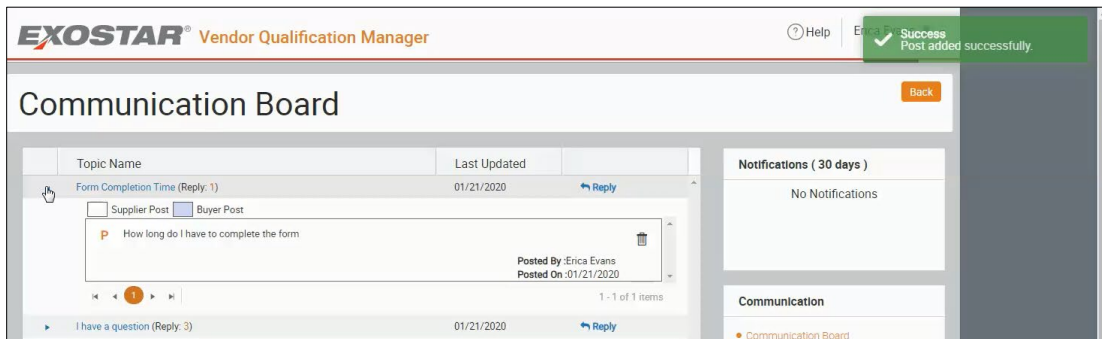 EXOSTAR® Vendor Qualification Manager
? Help
Success
Post added successfully.
Communication Board
Back
Topic Name Last Updated
Form Completion Time (Reply: 1) 01/21/2020 Reply
Supplier Post Buyer Post
P How long do I have to complete the form
Posted By :Erica Evans
Posted On :01/21/2020
1 1 - 1 of 1 items
I have a question (Reply: 3) 01/21/2020 Reply
Notifications ( 30 days )
No Notifications
Communication
Communication Board